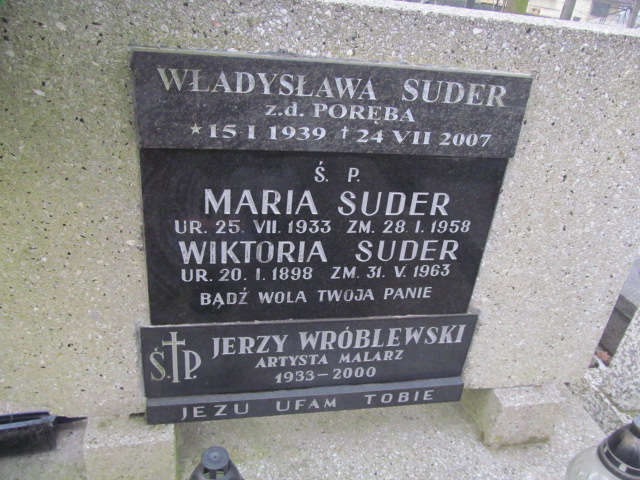 WŁADYSŁAWA SUDER
z.d. PORĘBA
*15 I 1939 † 24 VII 2007
Ś. P.
MARIA SUDER
UR. 25. VII. 1933 ZM. 28. I. 1958
WIKTORIA SUDER
UR. 20. I. 1898 ZM. 31. V. 1963
BĄDŹ WOLA TWOJA PANIE
Ś†P. JERZY WRÓBLEWSKI
ARTYSTA MALARZ
1933 – 2000
JEZU UFAM TOBIE